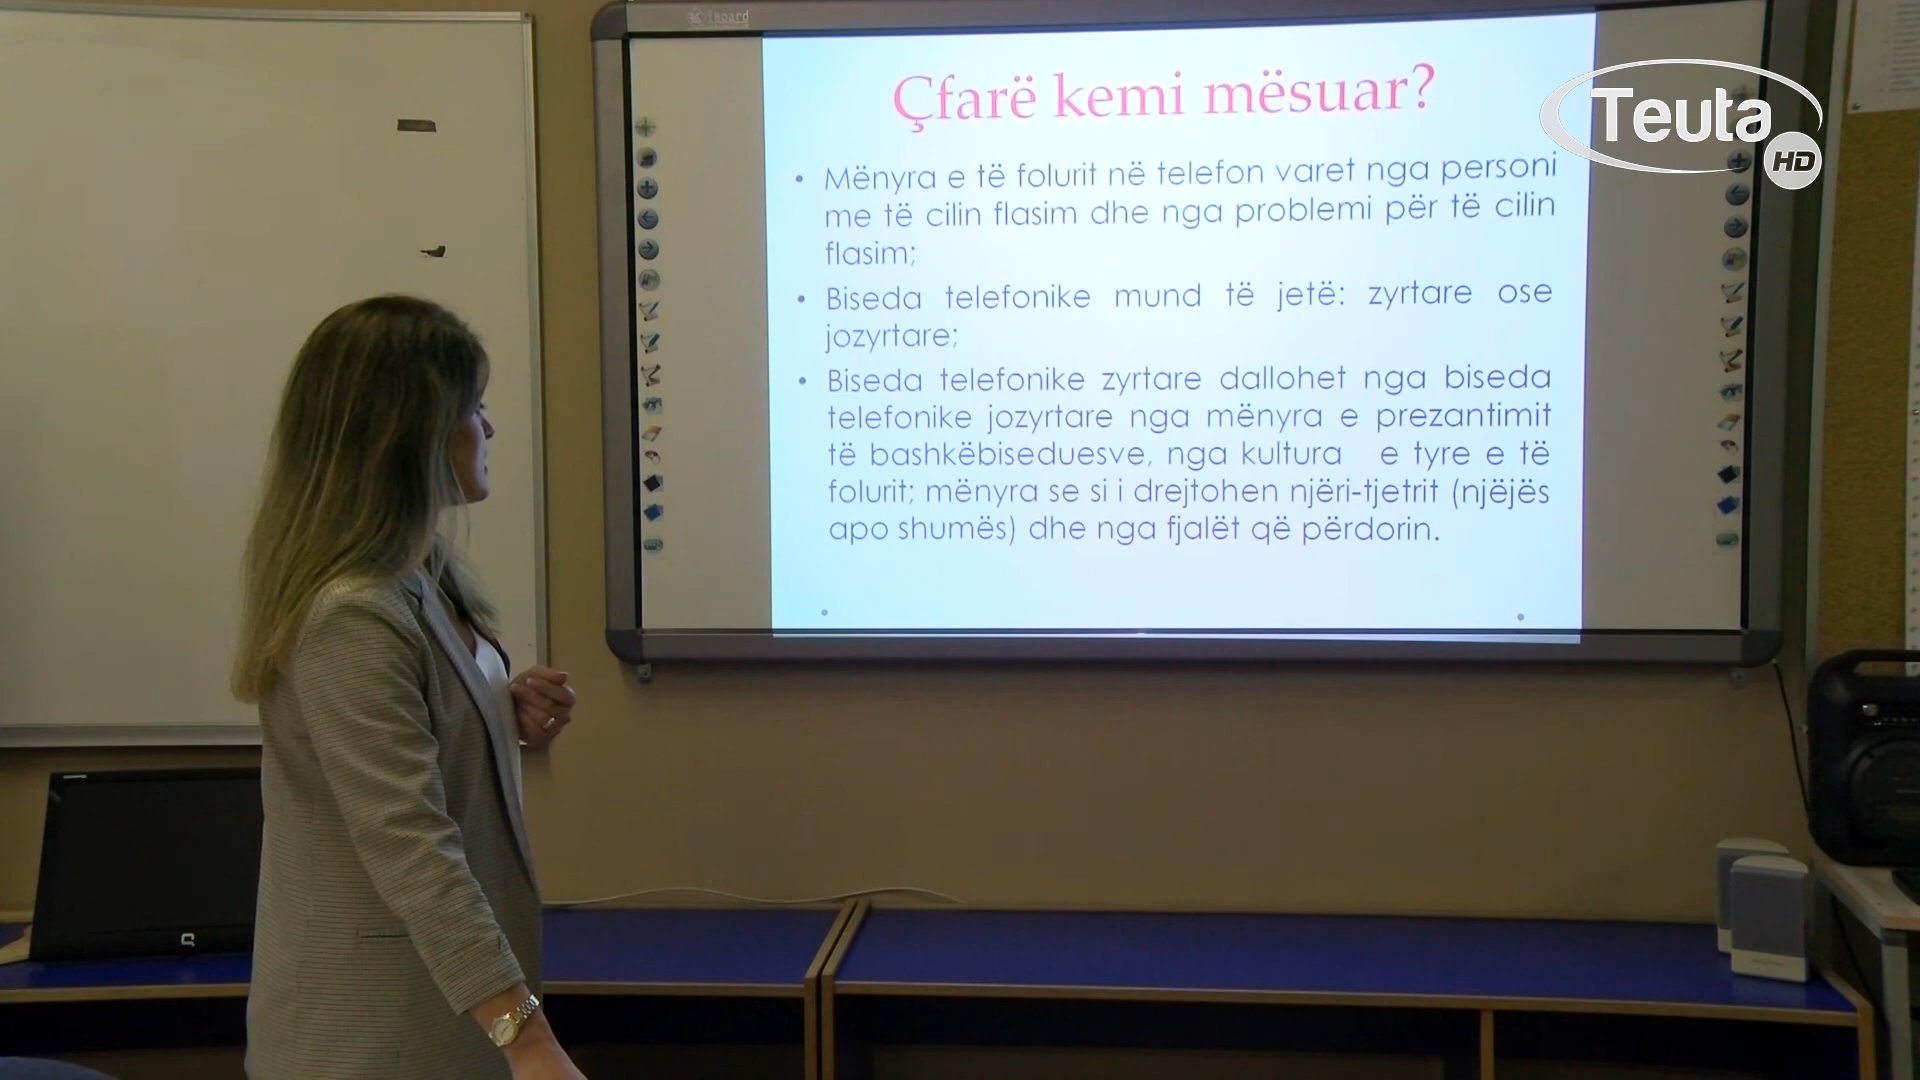 iBoard
Çfarë kemi mësuar?
Teuta
HD
• Mënyra e të folurit në telefon varet nga personi
me të cilin flasim dhe nga problemi për të cilin
flasim;
• Biseda telefonike mund të jetë: zyrtare ose
jozyrtare;
• Biseda telefonike zyrtare dallohet nga biseda
telefonike jozyrtare nga mënyra e prezantimit
të bashkëbiseduesve, nga kultura e tyre e të
folurit; mënyra se si i drejtohen njëri-tjetrit (njëjës
apo shumës) dhe nga fjalët që përdorin.